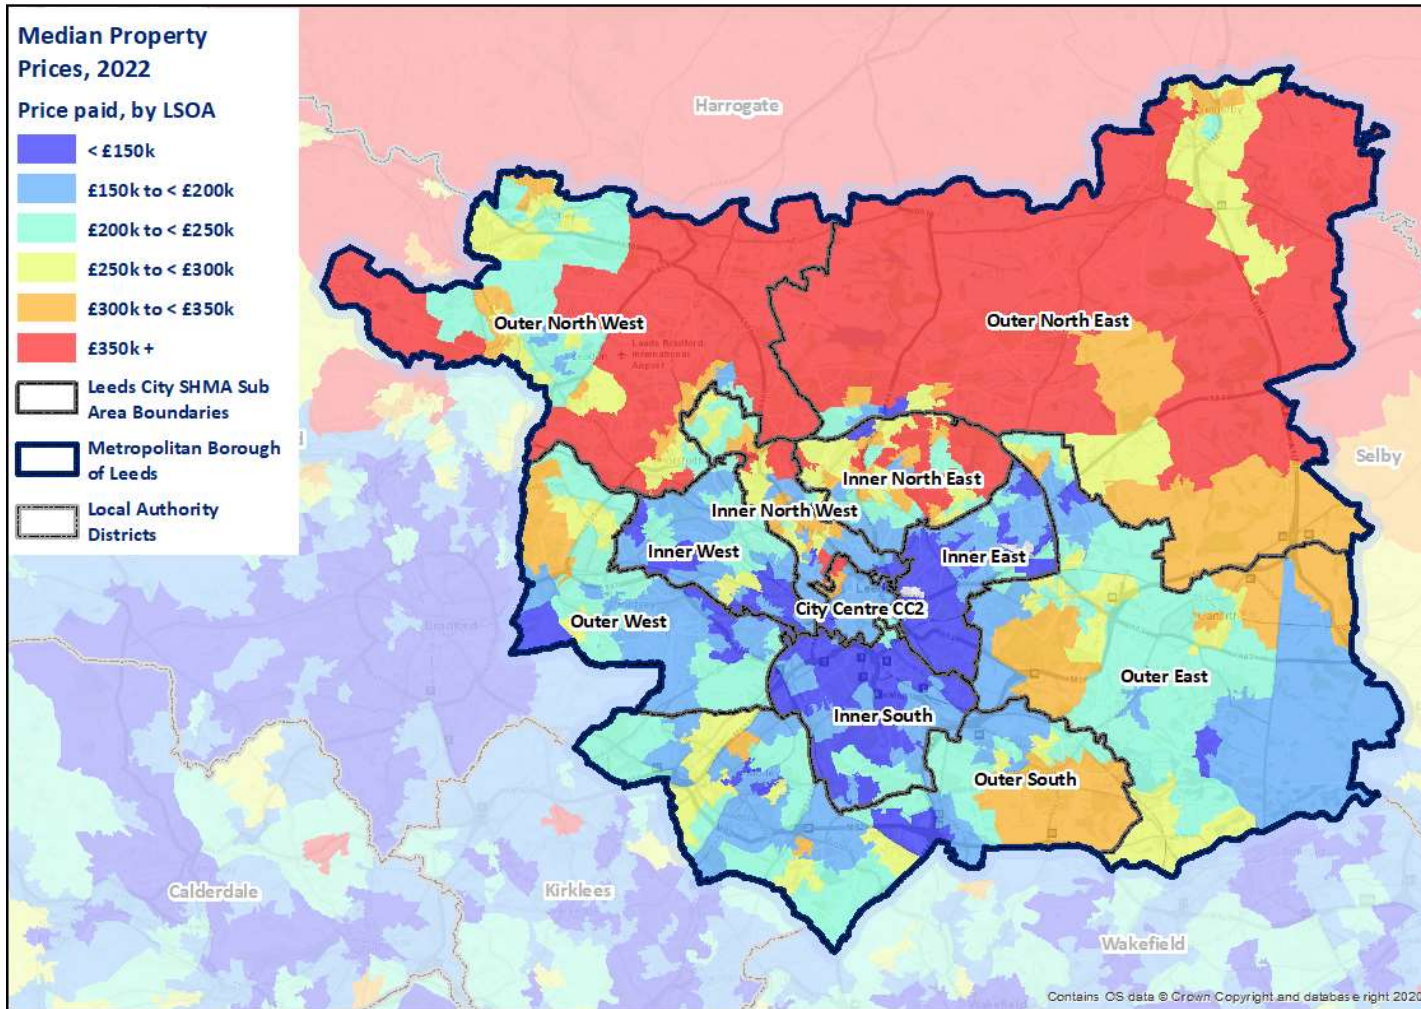 Median Property
Prices, 2022
Price paid, by LSOA
< £150k
£150k to < £200k
£200k to < £250k
£250k to < £300k
£300k to < £350k
£350k +
Leeds City SHMA Sub
Area Boundaries
Metropolitan Borough
of Leeds
Local Authority
Districts
Harrogate
Outer North West
Leeds Bradford
International
Airport
Outer North East
Selby
Inner North East
Inner North West
Inner West
Inner East
City Centre CC2
Outer West
Outer East
Inner South
Outer South
Calderdale
Kirklees
Wakefield
Contains OS data © Crown Copyright and database right 2020